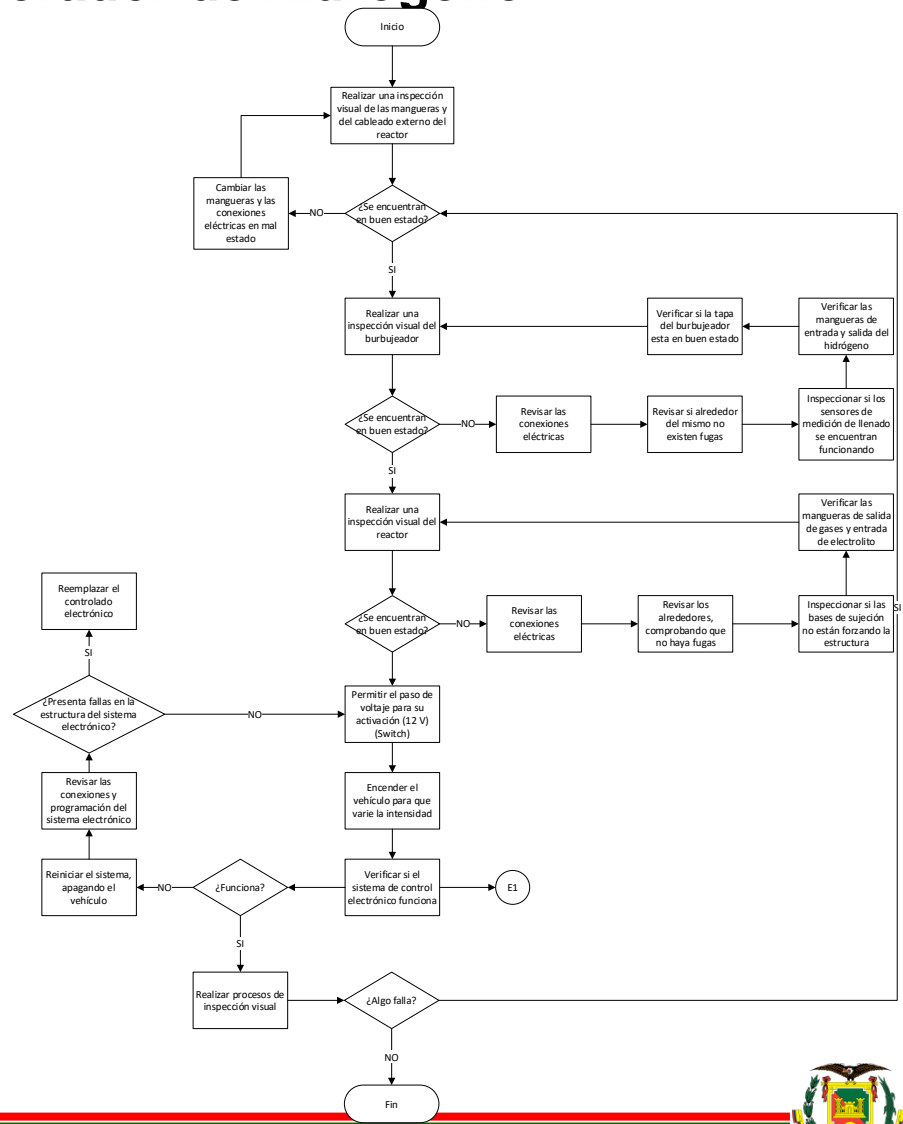 Inicio
Realizar una inspección
visual de las mangueras y
del cableado externo del
reactor
Cambiar las
mangueras y las
conexiones
eléctricas en mal
estado
NO
¿Se encuentran
en buen estado?
SI
Realizar una
inspección visual del
burbujeador
Verificar si la tapa
del burbujeador
esta en buen estado
Verificar las
mangueras de
entrada y salida del
hidrógeno
¿Se encuentran
en buen estado?
NO
Revisar las
conexiones
eléctricas
Revisar si alrededor
del mismo no
existen fugas
Inspeccionar si los
sensores de
medición de llenado
se encuentran
funcionando
SI
Realizar una
inspección visual del
reactor
Verificar las
mangueras de salida
de gases y entrada
de electrolito
Reemplazar el
controlado
electrónico
¿Se encuentran
en buen estado?
NO
Revisar las
conexiones
eléctricas
Revisar los
alrededores,
comprobando que
no haya fugas
Inspeccionar si las
bases de sujeción
no están forzando la
estructura
SI
SI
¿Presenta fallas en la
estructura del sistema
electrónico?
NO
Permitir el paso de
voltaje para su
activación (12 V)
(Switch)
Revisar las
conexiones y
programación del
sistema electrónico
Encender el
vehículo para que
varie la intensidad
Reiniciar el sistema,
apagando el
vehículo
NO
¿Funciona?
Verificar si el
sistema de control
electrónico funciona
E1
SI
Realizar procesos de
inspección visual
¿Algo falla?
NO
Fin